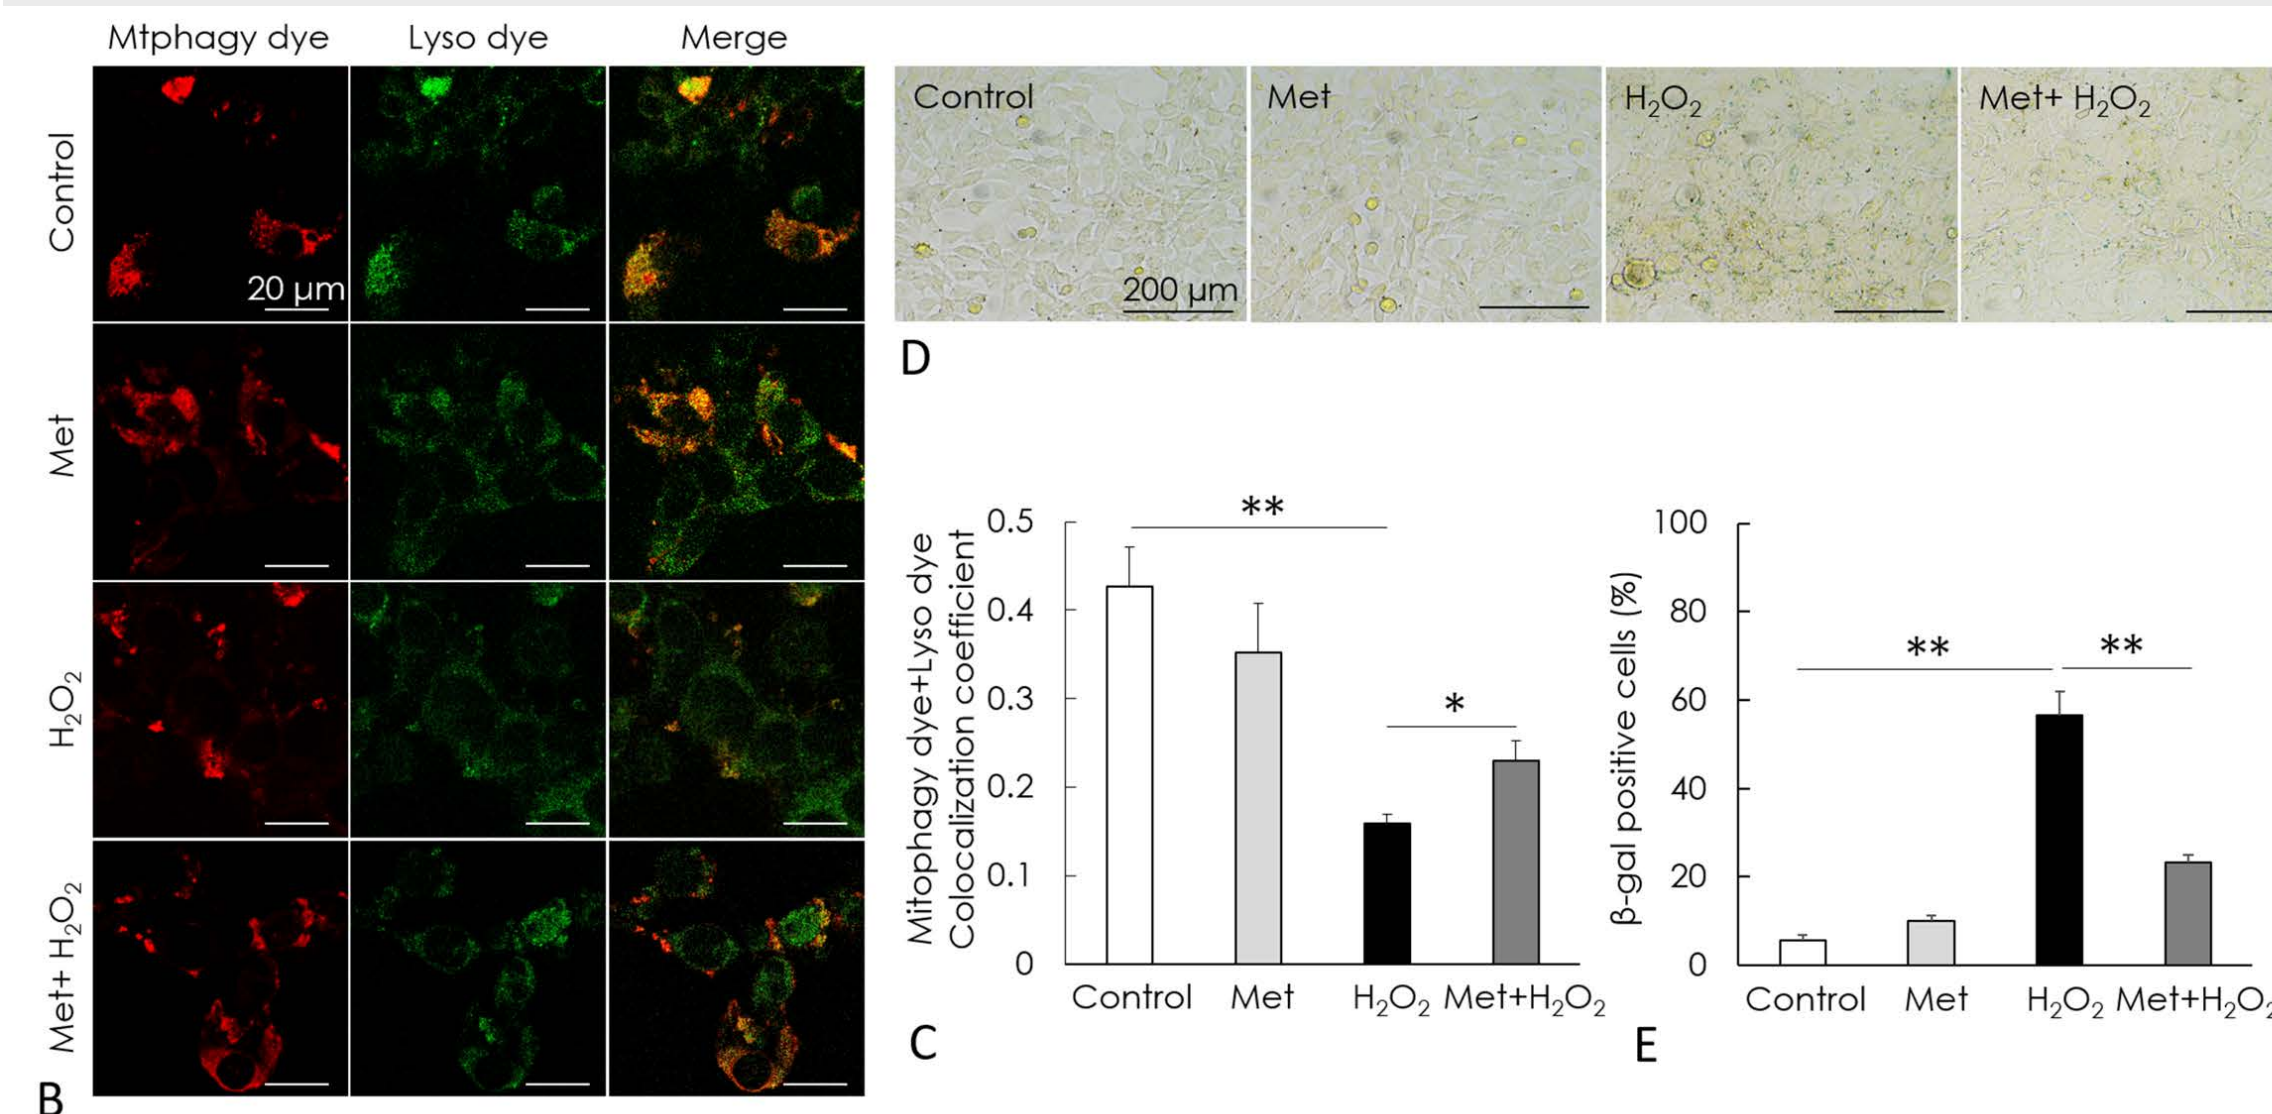 Mtphagy dye Lyso dye Merge
Control
20 µm
Met
H₂O₂
Met+ H₂O₂
B
Control
200 µm
Met
H₂O₂
Met+ H₂O₂
D
Mitophagy dye+Lyso dye
Colocalization coefficient
0.5
0.4
0.3
0.2
0.1
0
**
*
Control Met H₂O₂ Met+H₂O₂
C
β-gal positive cells (%)
100
80
60
40
20
0
** **
Control Met H₂O₂ Met+H₂O₂
E